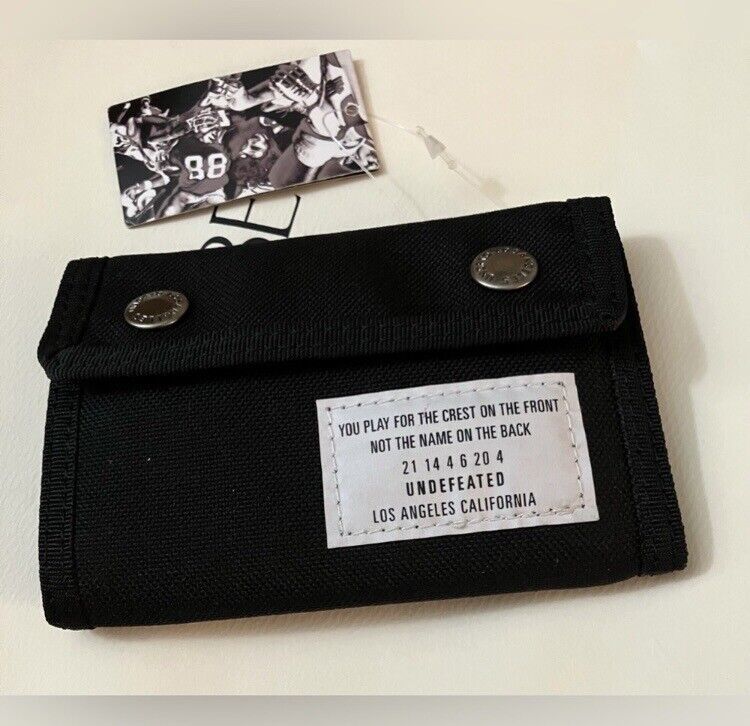 88
YOU PLAY FOR THE CREST ON THE FRONT
NOT THE NAME ON THE BACK
21 14 4 6 20 4
UNDEFEATED
LOS ANGELES CALIFORNIA